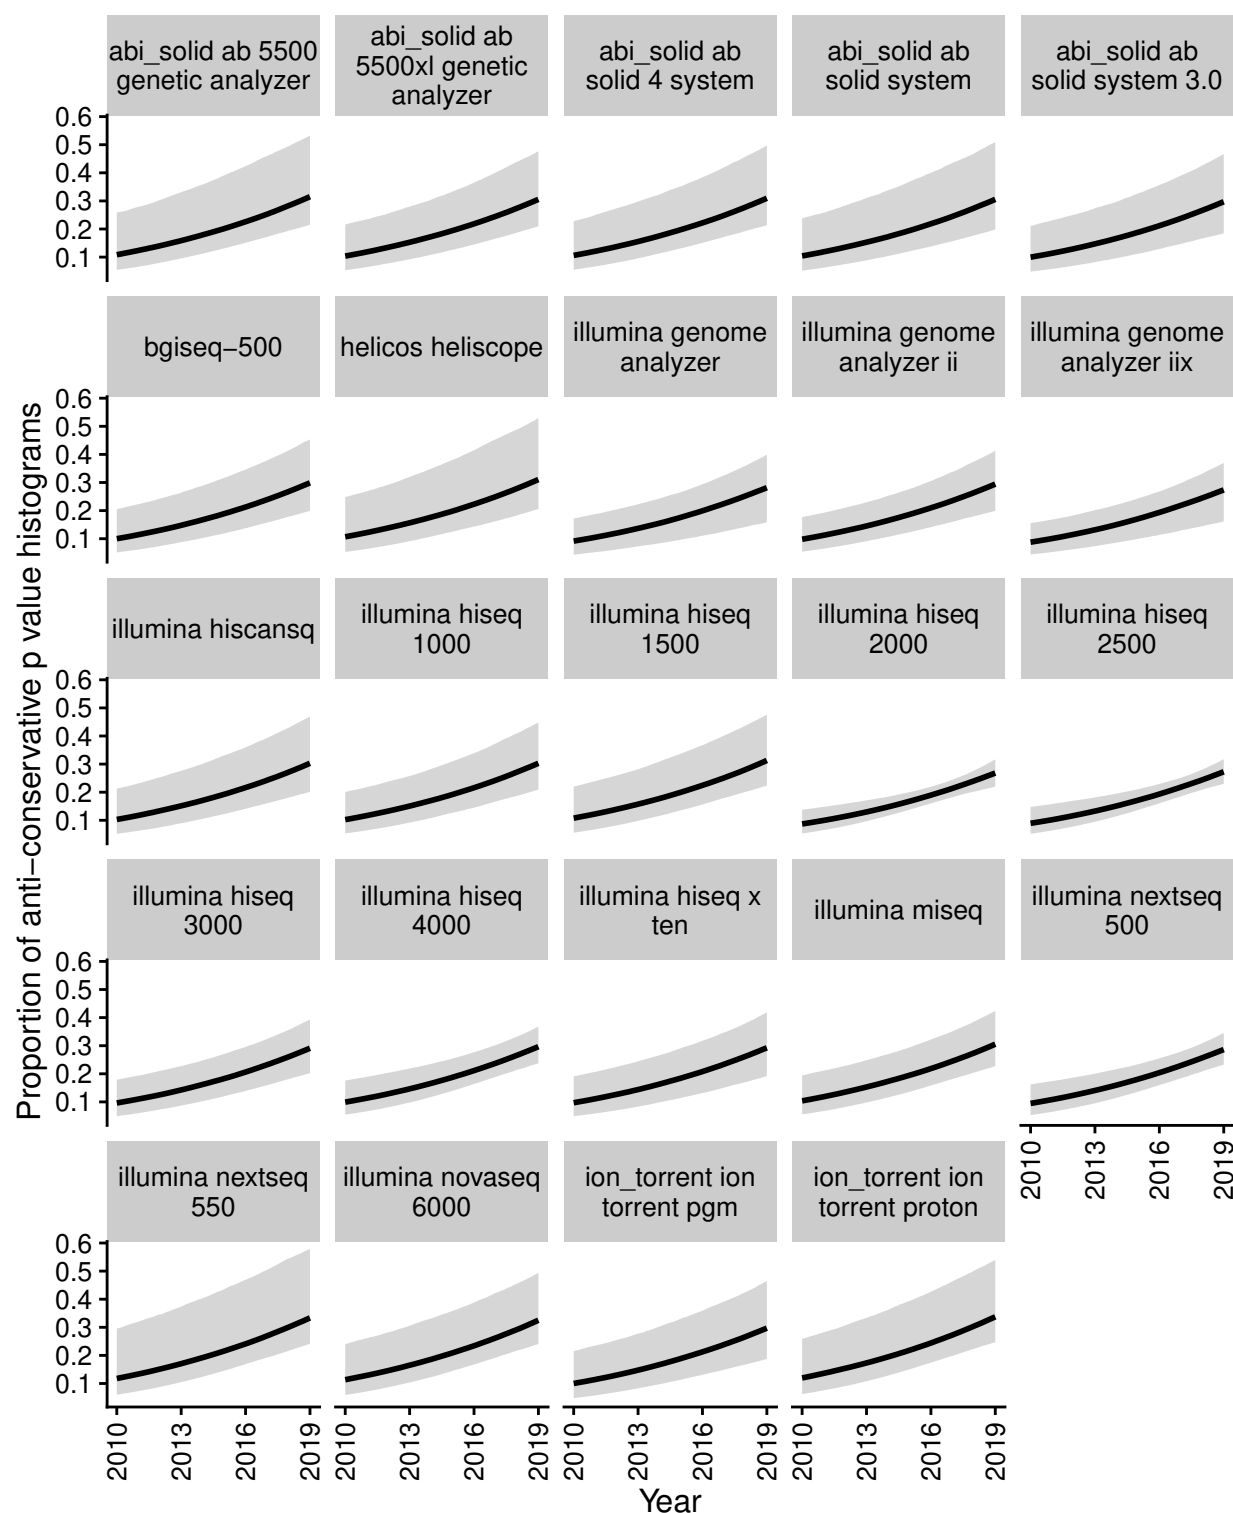 abi_solid ab 5500
genetic analyzer
abi_solid ab
5500xl genetic
analyzer
abi_solid ab
solid 4 system
abi_solid ab
solid system
abi_solid ab
solid system 3.0
0.6
0.5
0.4
0.3
0.2
0.1
bgiseq−500
helicos heliscope
illumina genome
analyzer
illumina genome
analyzer ii
illumina genome
analyzer iix
0.6
0.5
0.4
0.3
0.2
0.1
illumina hiscansq
illumina hiseq
1000
illumina hiseq
1500
illumina hiseq
2000
illumina hiseq
2500
0.6
0.5
0.4
0.3
0.2
0.1
illumina hiseq
3000
illumina hiseq
4000
illumina hiseq x
ten
illumina miseq
illumina nextseq
500
0.6
0.5
0.4
0.3
0.2
0.1
2010
2013
2016
2019
illumina nextseq
550
illumina novaseq
6000
ion_torrent ion
torrent pgm
ion_torrent ion
torrent proton
0.6
0.5
0.4
0.3
0.2
0.1
2010
2013
2016
2019
2010
2013
2016
2019
2010
2013
2016
2019
2010
2013
2016
2019
Year
Proportion of anti−conservative p value histograms